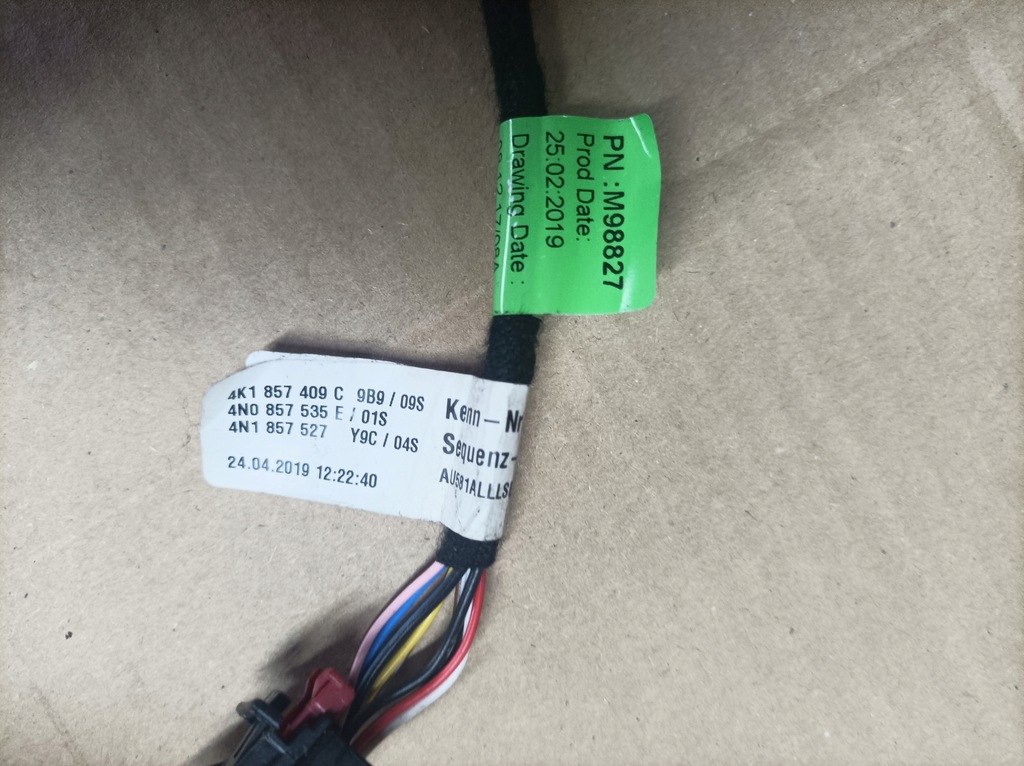 PN :M98827
Prod Date:
25:02:2019
Drawing Date :
4K1 857 409 C 9B9 / 09S
4N0 857 535 E / 01S
4N1 857 527 Y9C / 04S
24.04.2019 12:22:40
Kenn – Nr
Sequenz-